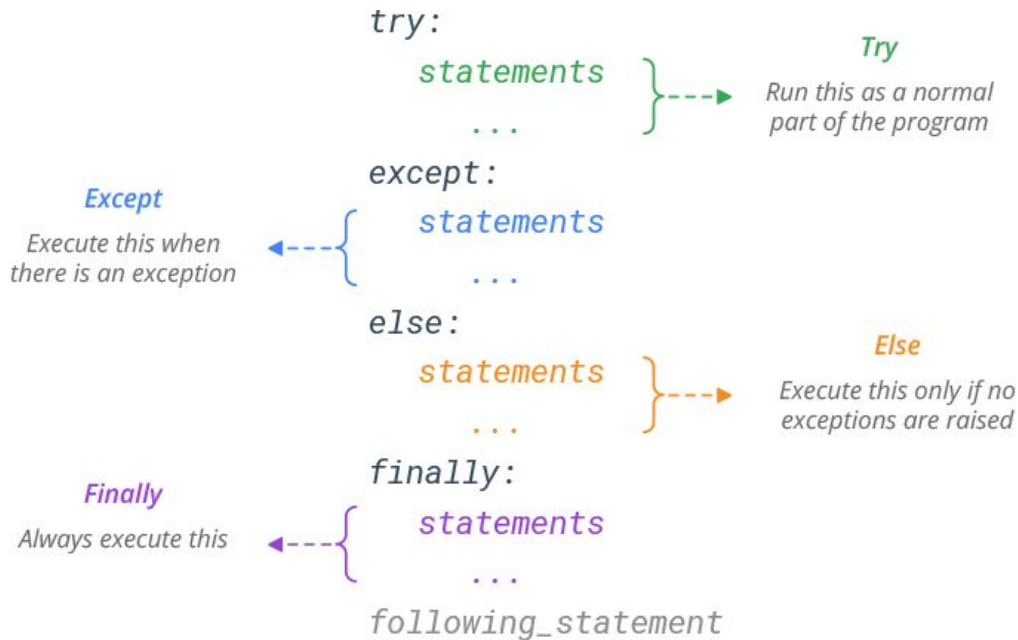 try:
statements
...
Try
Run this as a normal
part of the program
except:
statements
...
Except
Execute this when
there is an exception
else:
statements
...
Else
Execute this only if no
exceptions are raised
finally:
statements
...
Finally
Always execute this
following_statement